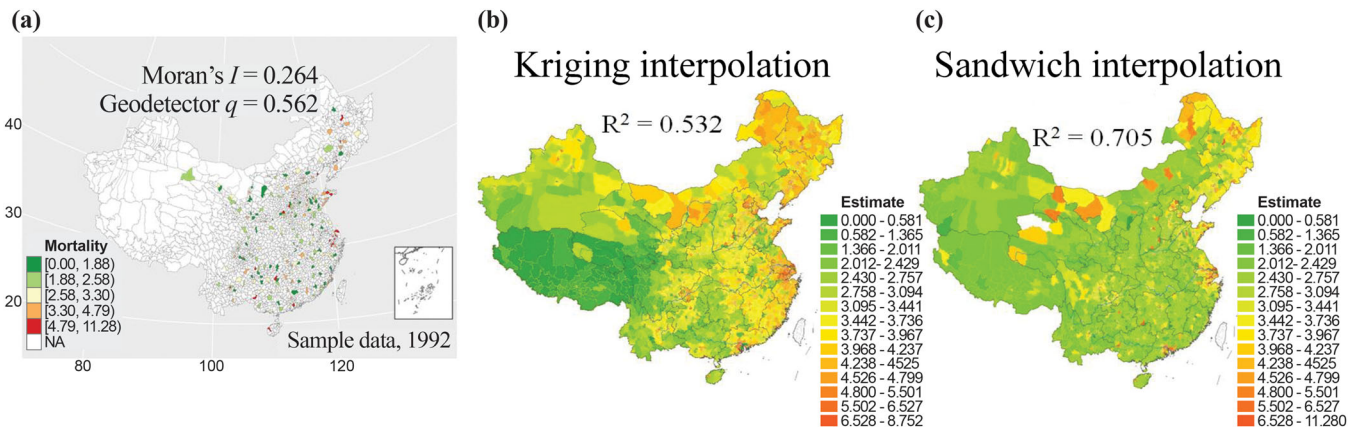 (a)
Moran's I = 0.264
Geodetector q = 0.562
40
30
20
80
100
110
120
Mortality
[0.00, 1.88)
[1.88, 2.58)
[2.58, 3.30)
[3.30, 4.79)
[4.79, 11.28)
NA
Sample data, 1992
(b)
Kriging interpolation
R² = 0.532
Estimate
0.000 - 0.581
0.582 - 1.365
1.366 - 2.011
2.012 - 2.429
2.430 - 2.757
2.758 - 3.094
3.095 - 3.441
3.442 - 3.736
3.737 - 3.967
3.968 - 4.237
4.238 - 4525
4.526 - 4.799
4.800 - 5.501
5.502 - 6.527
6.528 - 8.752
(c)
Sandwich interpolation
R² = 0.705
Estimate
0.000 - 0.581
0.582 - 1.365
1.366 - 2.011
2.012 - 2.429
2.430 - 2.757
2.758 - 3.094
3.095 - 3.441
3.442 - 3.736
3.737 - 3.967
3.968 - 4.237
4.238 - 4525
4.526 - 4.799
4.800 - 5.501
5.502 - 6.527
6.528 - 11.280